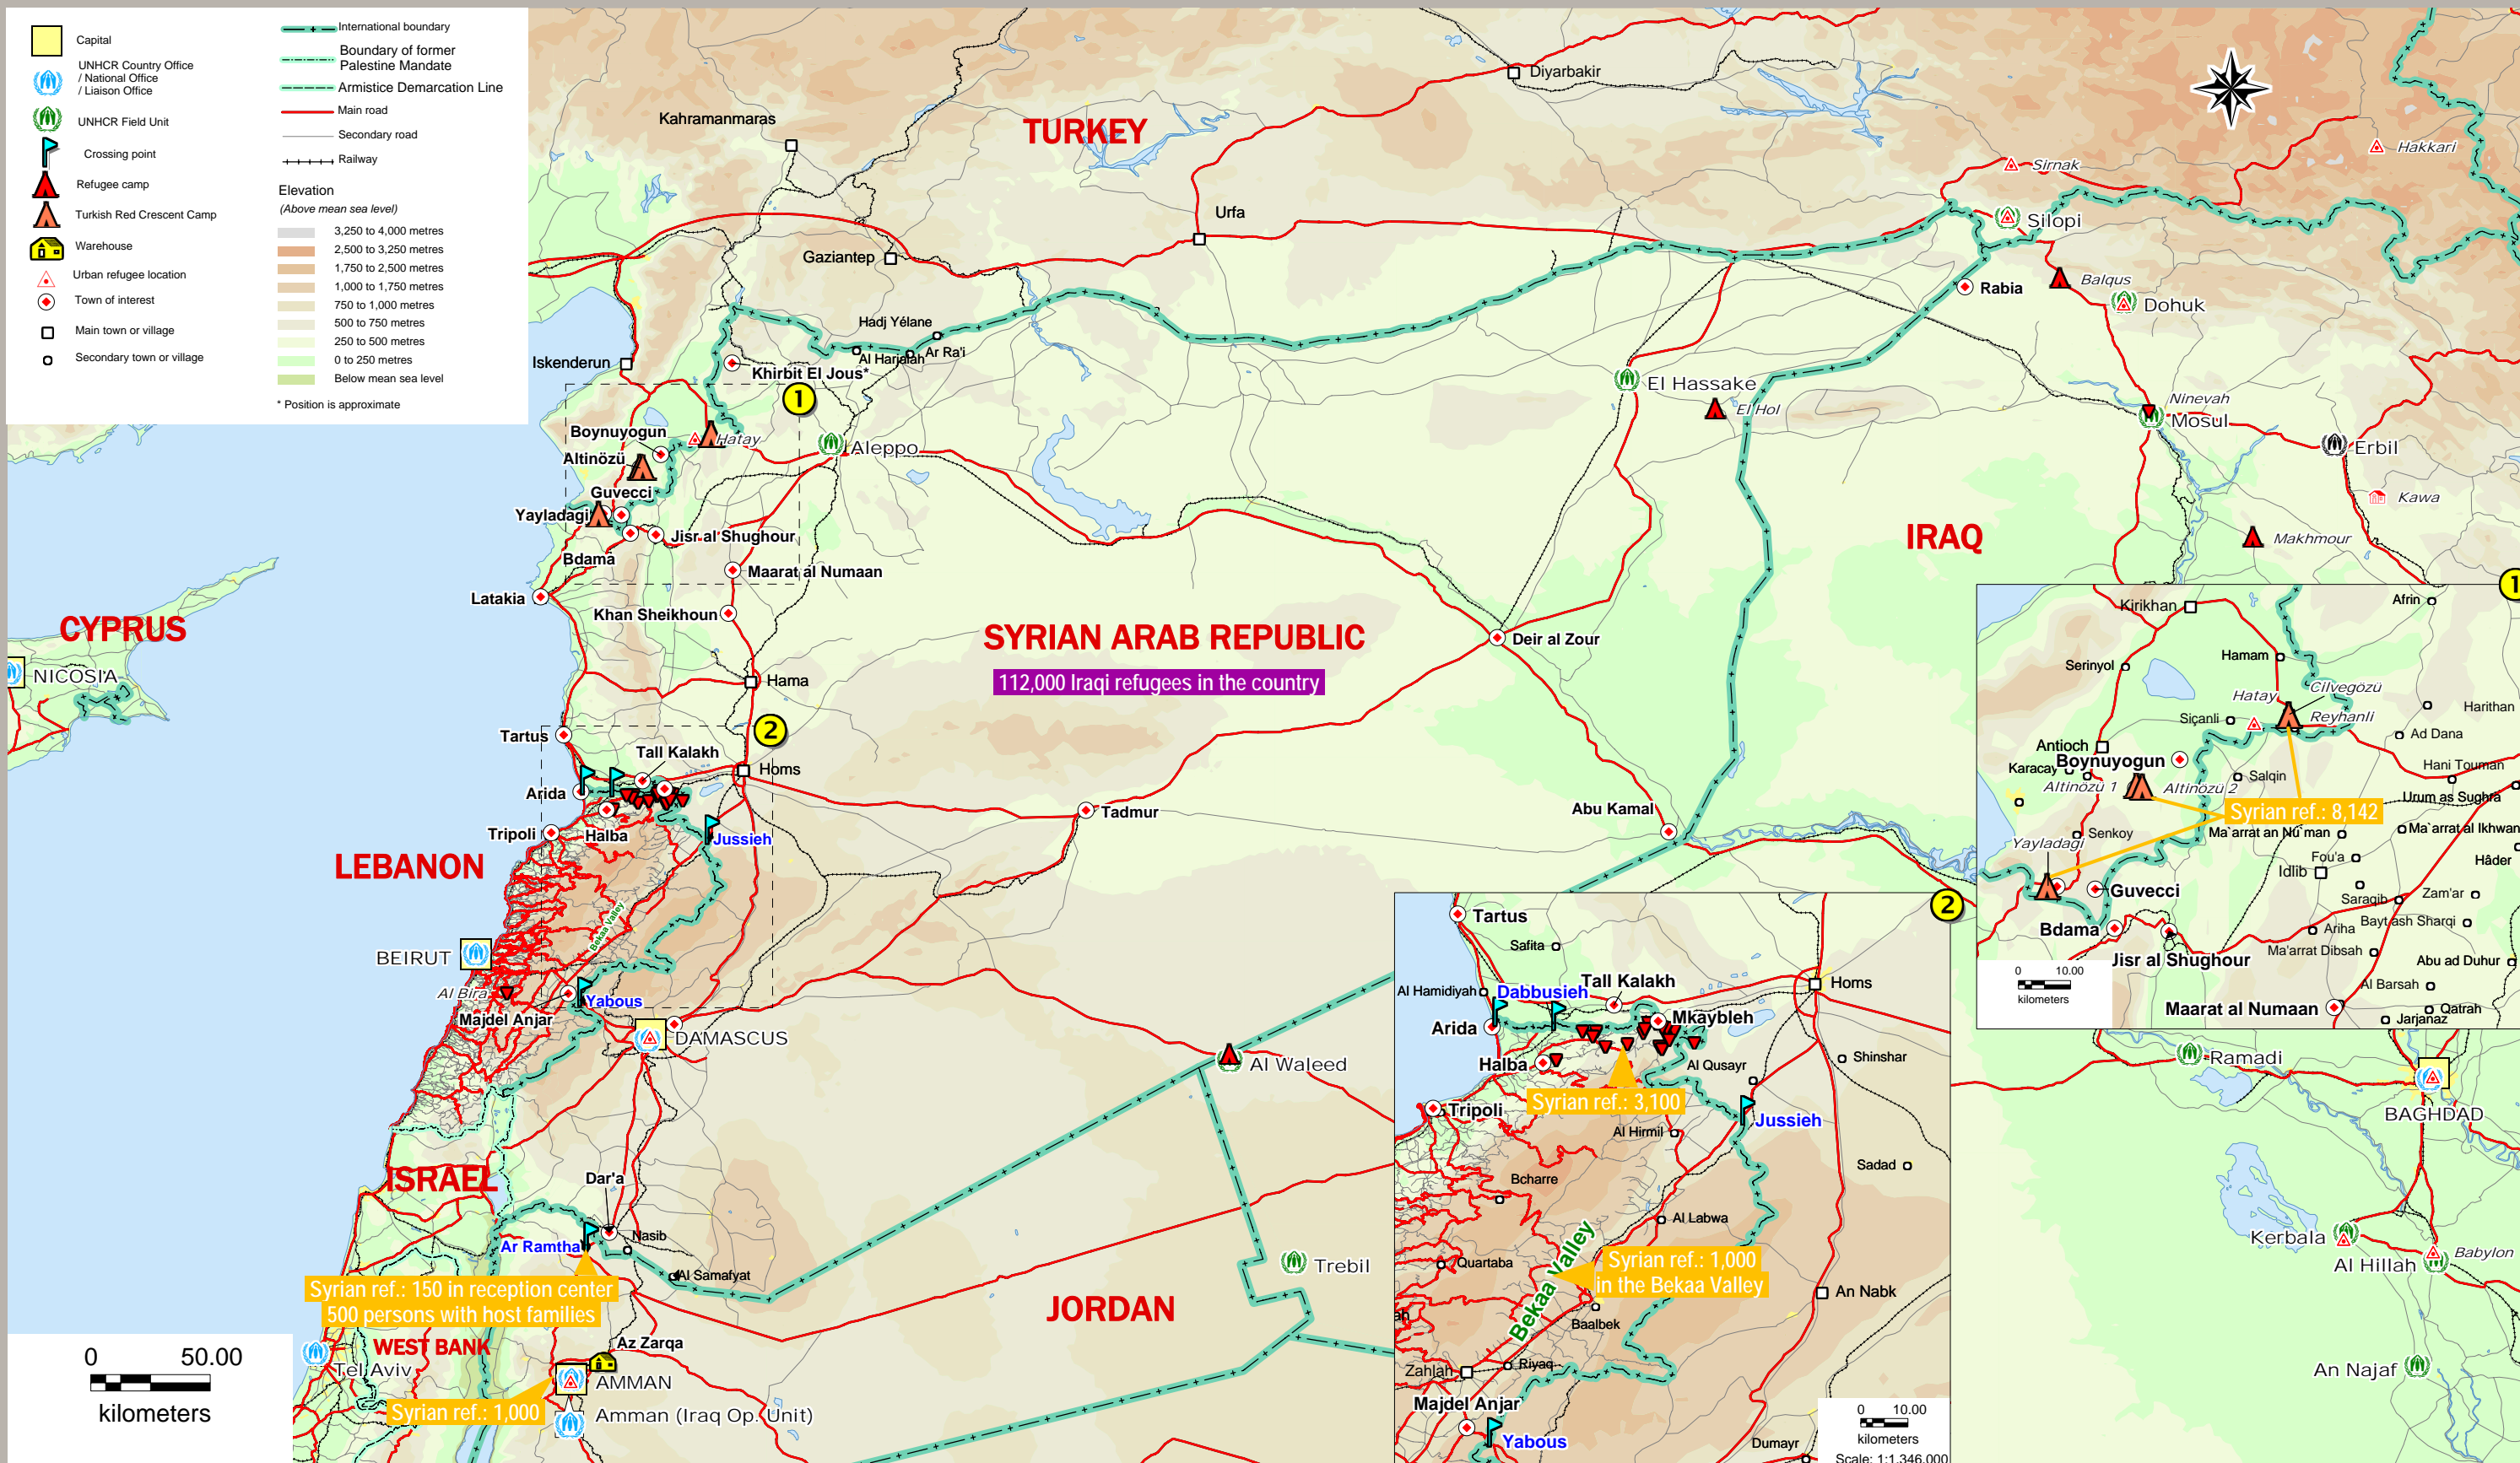 Capital
UNHCR Country Office
/ National Office
/ Liaison Office
UNHCR Field Unit
Crossing point
Refugee camp
Turkish Red Crescent Camp
Warehouse
Urban refugee location
Town of interest
Main town or village
Secondary town or village
International boundary
Boundary of former
Palestine Mandate
Armistice Demarcation Line
Main road
Secondary road
Railway
Elevation
(Above mean sea level)
3,250 to 4,000 metres
2,500 to 3,250 metres
1,750 to 2,500 metres
1,000 to 1,750 metres
750 to 1,000 metres
500 to 750 metres
250 to 500 metres
0 to 250 metres
Below mean sea level
* Position is approximate
Kahramanmaras
TURKEY
Diyarbakir
Sirnak
Hakkari
Urfa
Silopi
Gaziantep
Rabia
Balqus
Dohuk
Hadj Yélane
Al Harjalah
Ar Ra'i
Iskenderun
Khirbit El Jous*
1
El Hassake
El Hol
Ninevah
Mosul
Boynuyogun
Hatay
Aleppo
Erbil
Altinözü
Guvecci
Kawa
Yayladagi
Jisr al Shughour
IRAQ
Makhmour
Bdama
Maarat al Numaan
Latakia
Khan Sheikhoun
CYPRUS
SYRIAN ARAB REPUBLIC
Deir al Zour
NICOSIA
112,000 Iraqi refugees in the country
Hama
Tartus
2
Tall Kalakh
Homs
Arida
Abu Kamal
Tadmur
Tripoli
Halba
Jussieh
LEBANON
Bekaa Valley
BEIRUT
Al Bira
Yabous
Majdel Anjar
DAMASCUS
Al Waleed
Ramadi
BAGHDAD
ISRAEL
Dar'a
Ar Ramtha
Nasib
Al Samafyat
Kerbala
Babylon
Al Hillah
Trebil
Syrian ref.: 150 in reception center
500 persons with host families
JORDAN
WEST BANK
Az Zarqa
Tel Aviv
AMMAN
An Najaf
Syrian ref.: 1,000
Amman (Iraq Op. Unit)
0 50.00
kilometers
1
Kirikhan
Afrin
Serinyol
Hamam
Cilvegözü
Hatay
Reyhanli
Harithan
Siçanli
Ad Dana
Antioch
Boynuyogun
Karacay
Salqin
Hani Touman
Altinözü 1
Altinözü 2
Urum as Sughra
Syrian ref.: 8,142
Senkoy
Ma`arrat an Nu`man
Ma`arrat al Ikhwan
Yayladagi
Fou'a
Hâder
Idlib
Guvecci
Zam'ar
Saraqib
Bayt ash Sharqi
Bdama
Ariha
Jisr al Shughour
Ma'arrat Dibsah
Abu ad Duhur
0 10.00
kilometers
Al Barsah
Maarat al Numaan
Qatrah
Jarjanaz
2
Tartus
Safita
Tall Kalakh
Homs
Al Hamidiyah
Dabbusieh
Arida
Mkaybleh
Halba
Al Qusayr
Shinshar
Syrian ref.: 3,100
Tripoli
Jussieh
Al Hirmil
Sadad
Bcharre
Al Labwa
Bekaa Valley
Quartaba
Syrian ref.: 1,000
in the Bekaa Valley
An Nabk
Baalbek
Zahlah
Riyaq
Majdel Anjar
Yabous
Dumayr
0 10.00
kilometers
Scale: 1:1,346,000